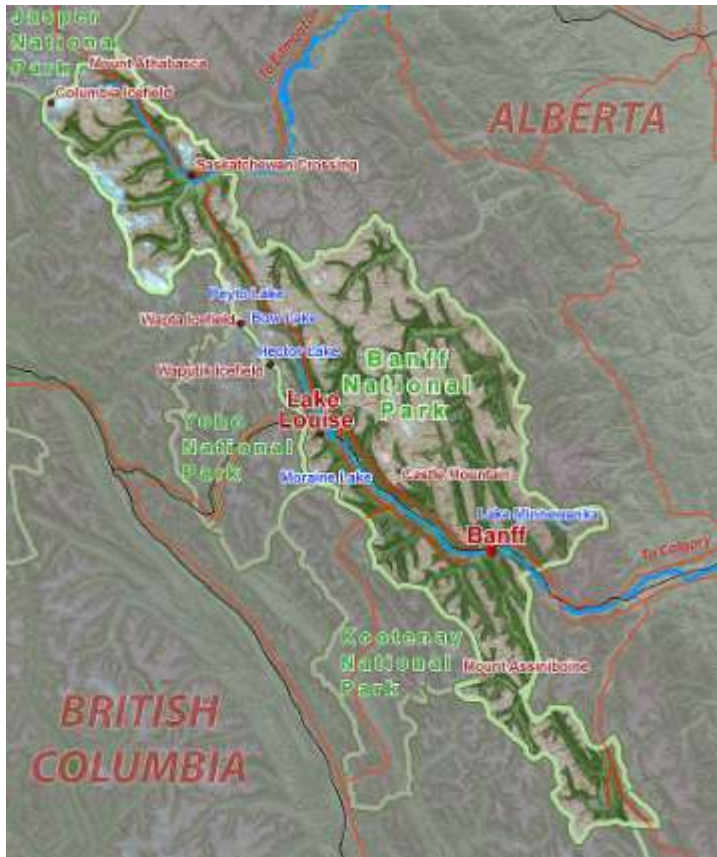 Jasper
National
Park
Mount Athabasca
Columbia Icefield
To Edmonton
ALBERTA
Saskatchewan Crossing
Peyto Lake
Wapta Icefield
Bow Lake
Hector Lake
Waputik Icefield
Banff
National
Park
Lake
Louise
Yoho
National
Park
Moraine Lake
Castle Mountain
Lake Minnewanka
Banff
To Calgary
Kootenay
National
Park
Mount Assiniboine
BRITISH
COLUMBIA